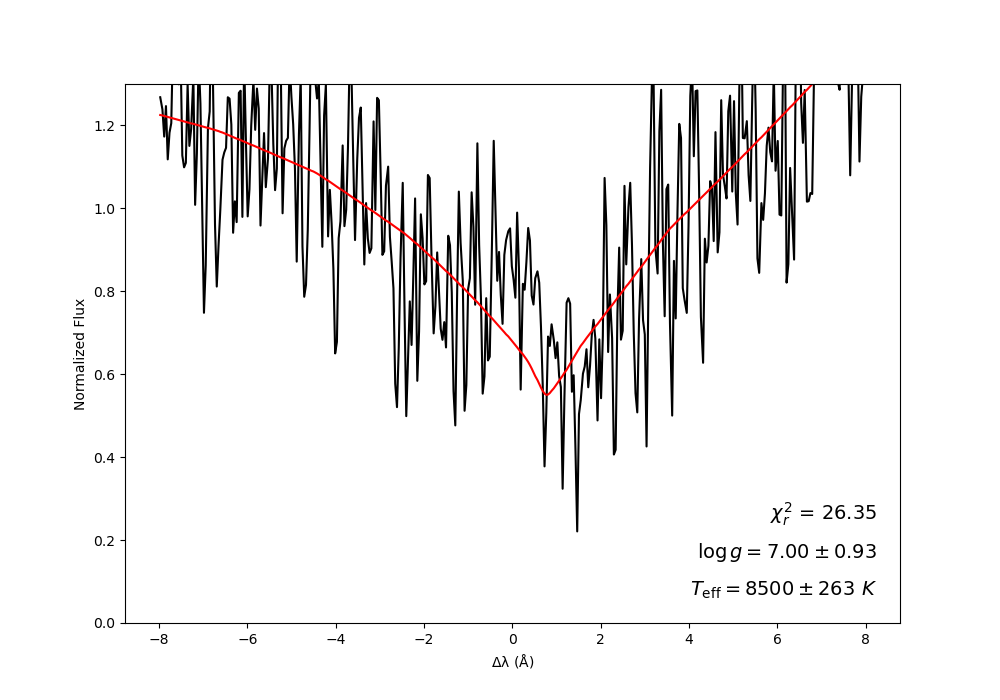 1.2
1.0
0.8
0.6
0.4
0.2
0.0
Normalized Flux
χ²ᵣ = 26.35
log g = 7.00 ± 0.93
T_eff = 8500 ± 263 K
−8 −6 −4 −2 0 2 4 6 8
Δλ (Å)